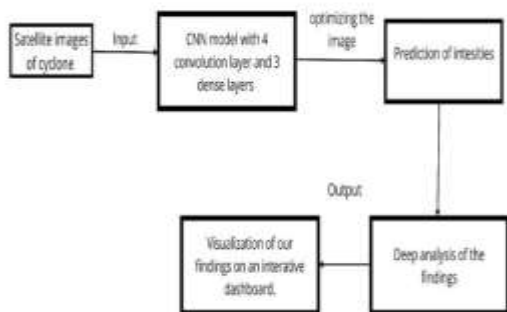 Satellite images
of cyclone
Input
CNN model with 4
convolution layer and 3
dense layers
optimizing the
image
Prediction of intesities
Output
Deep analysis of the
findings
Visualization of our
findings on an interative
dashboard.